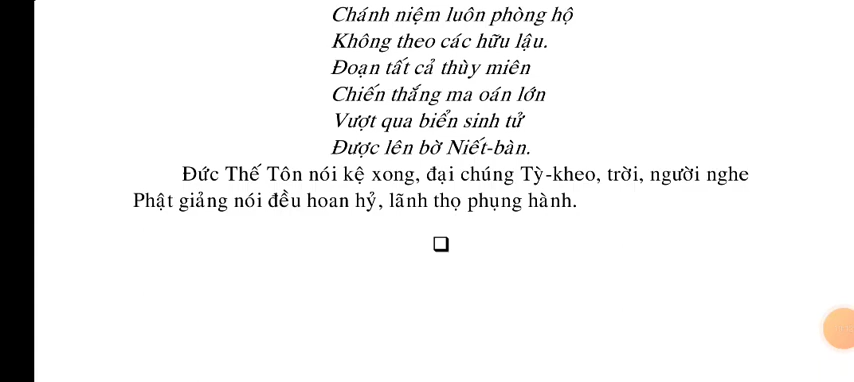 Chánh niệm luôn phòng hộ
Không theo các hữu lậu.
Đoạn tất cả thùy miên
Chiến thắng ma oán lớn
Vượt qua biển sinh tử
Được lên bờ Niết-bàn.
Đức Thế Tôn nói kệ xong, đại chúng Tỳ-kheo, trời, người nghe
Phật giảng nói đều hoan hỷ, lãnh thọ phụng hành.